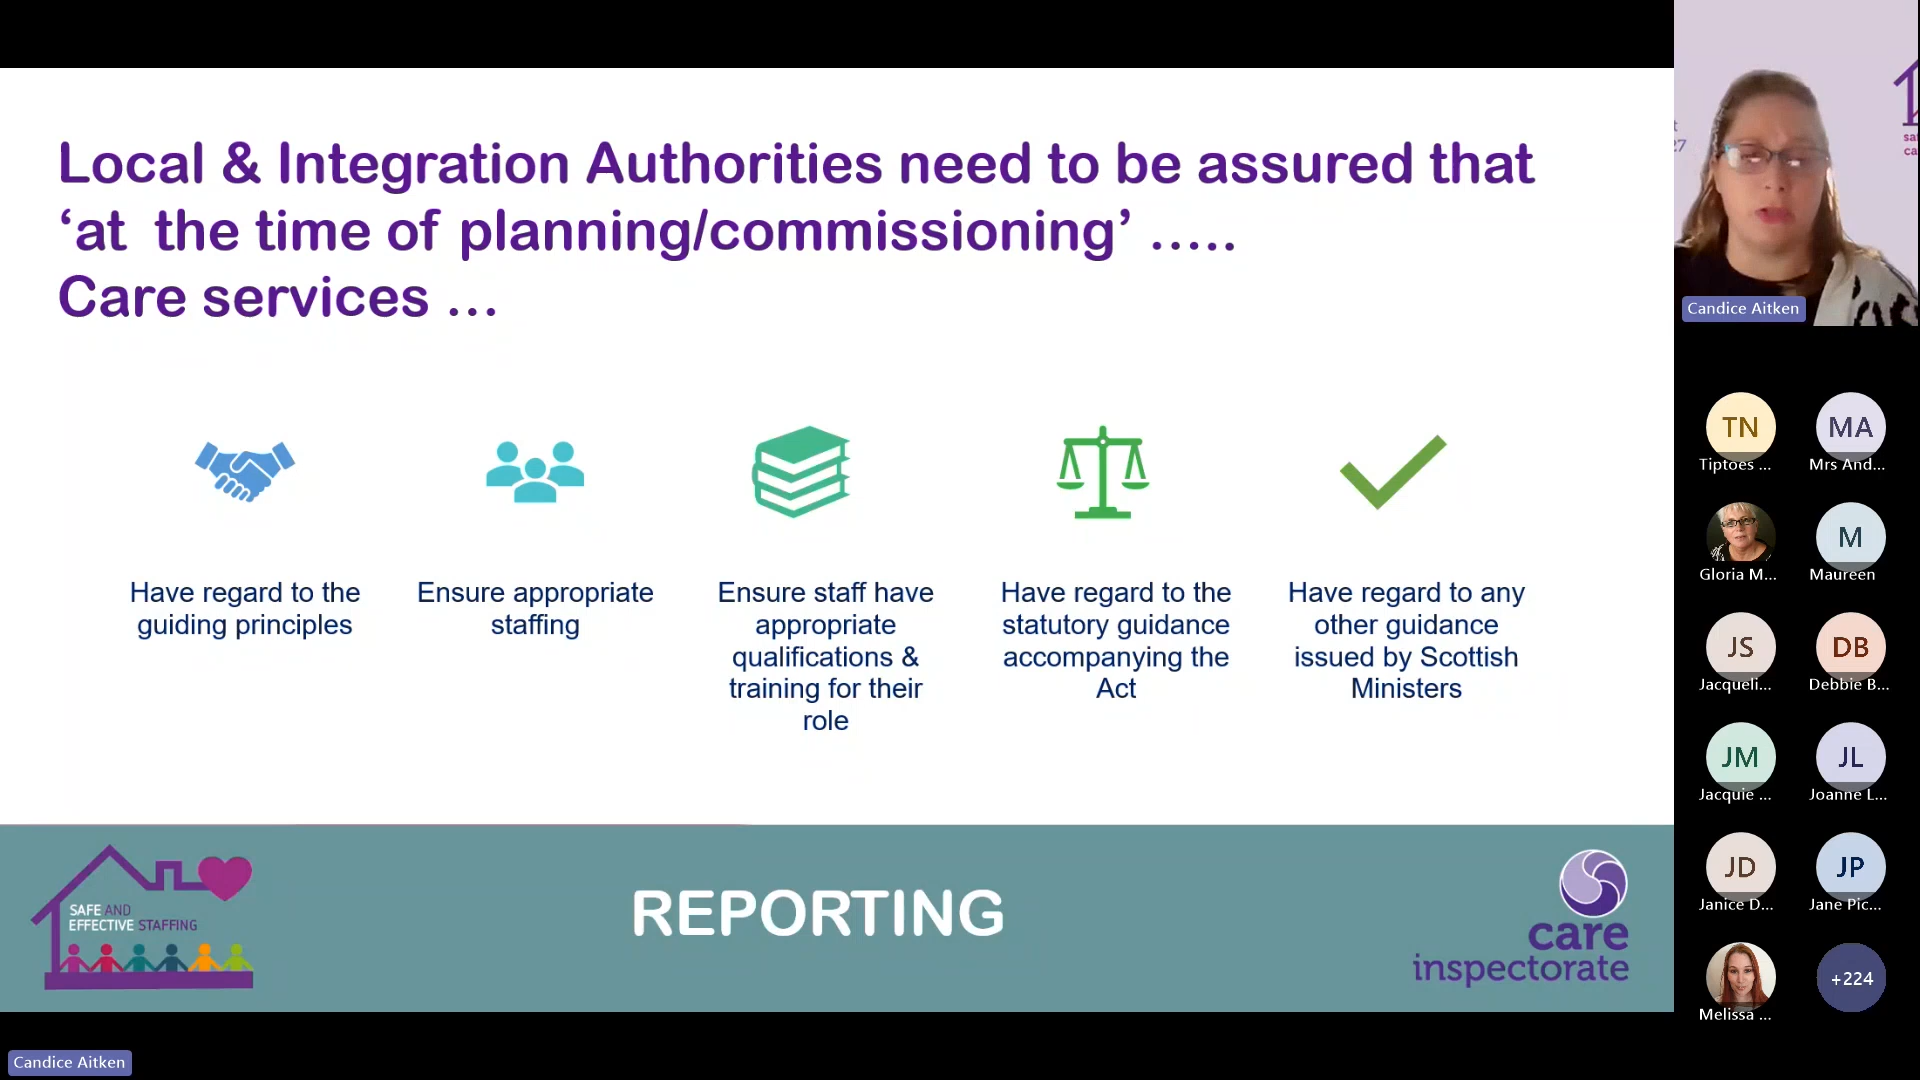 Local & Integration Authorities need to be assured that
‘at the time of planning/commissioning’ .....
Care services ...
Have regard to the
guiding principles
Ensure appropriate
staffing
Ensure staff have
appropriate
qualifications &
training for their
role
Have regard to the
statutory guidance
accompanying the
Act
Have regard to any
other guidance
issued by Scottish
Ministers
SAFE AND
EFFECTIVE STAFFING
REPORTING
care
inspectorate
Candice Aitken
27
sa
ca
Candice Aitken
TN
Tiptoes ...
MA
Mrs And...
Gloria M...
M
Maureen
JS
Jacqueli...
DB
Debbie B...
JM
Jacquie ...
JL
Joanne L...
JD
Janice D...
JP
Jane Pic...
Melissa ...
+224